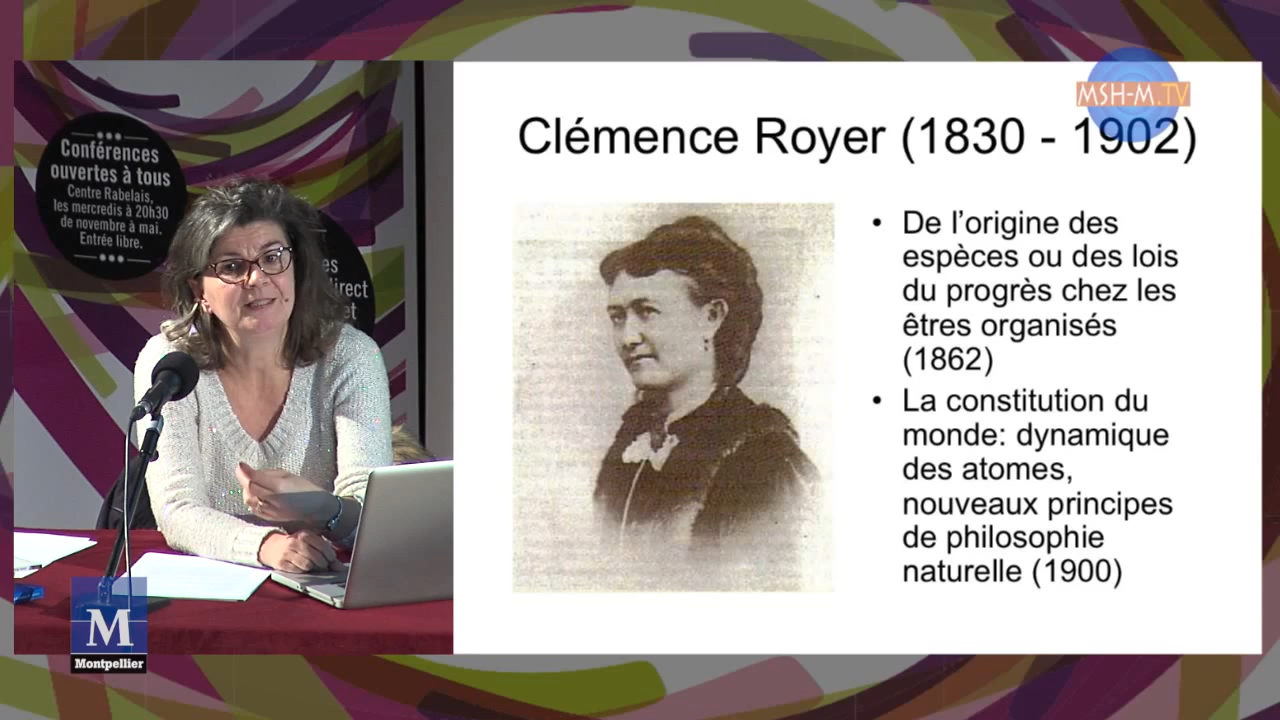 MSH-M.TV
Clémence Royer (1830 - 1902)
Conférences
ouvertes à tous
Centre Rabelais,
les mercredis à 20h30
de novembre à mai.
Entrée libre.
• De l’origine des
espèces ou des lois
du progrès chez les
êtres organisés
(1862)
• La constitution du
monde: dynamique
des atomes,
nouveaux principes
de philosophie
naturelle (1900)
M
Montpellier